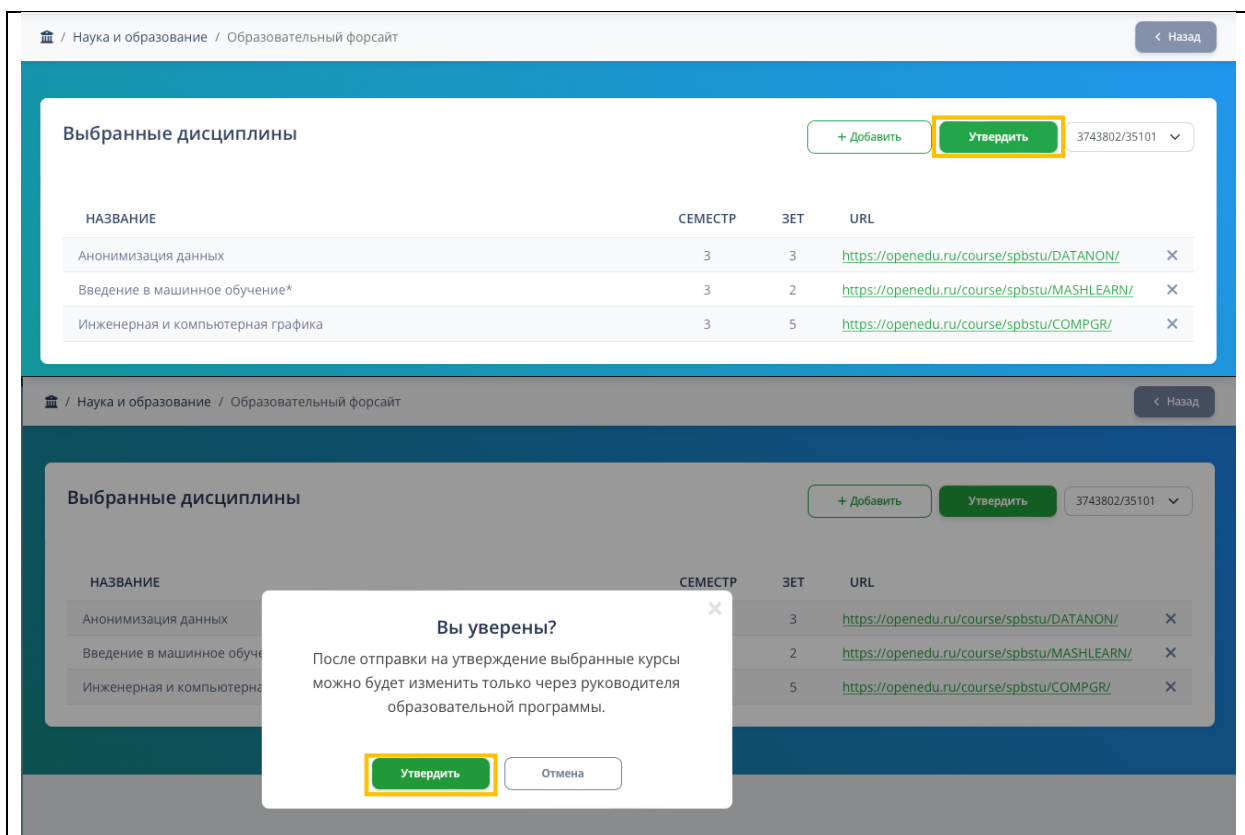 / Наука и образование / Образовательный форсайт
< Назад
Выбранные дисциплины
+ Добавить
Утвердить
3743802/35101
НАЗВАНИЕ СЕМЕСТР ЗЕТ URL
Анонимизация данных 3 3 https://openedu.ru/course/spbstu/DATANON/ ×
Введение в машинное обучение* 3 2 https://openedu.ru/course/spbstu/MASHLEARN/ ×
Инженерная и компьютерная графика 3 5 https://openedu.ru/course/spbstu/COMPGR/ ×
/ Наука и образование / Образовательный форсайт
< Назад
Выбранные дисциплины
+ Добавить
Утвердить
3743802/35101
НАЗВАНИЕ СЕМЕСТР ЗЕТ URL
Анонимизация данных 3 https://openedu.ru/course/spbstu/DATANON/ ×
Введение в машинное обуче 2 https://openedu.ru/course/spbstu/MASHLEARN/ ×
Инженерная и компьютерна 5 https://openedu.ru/course/spbstu/COMPGR/ ×
×
Вы уверены?
После отправки на утверждение выбранные курсы
можно будет изменить только через руководителя
образовательной программы.
Утвердить
Отмена